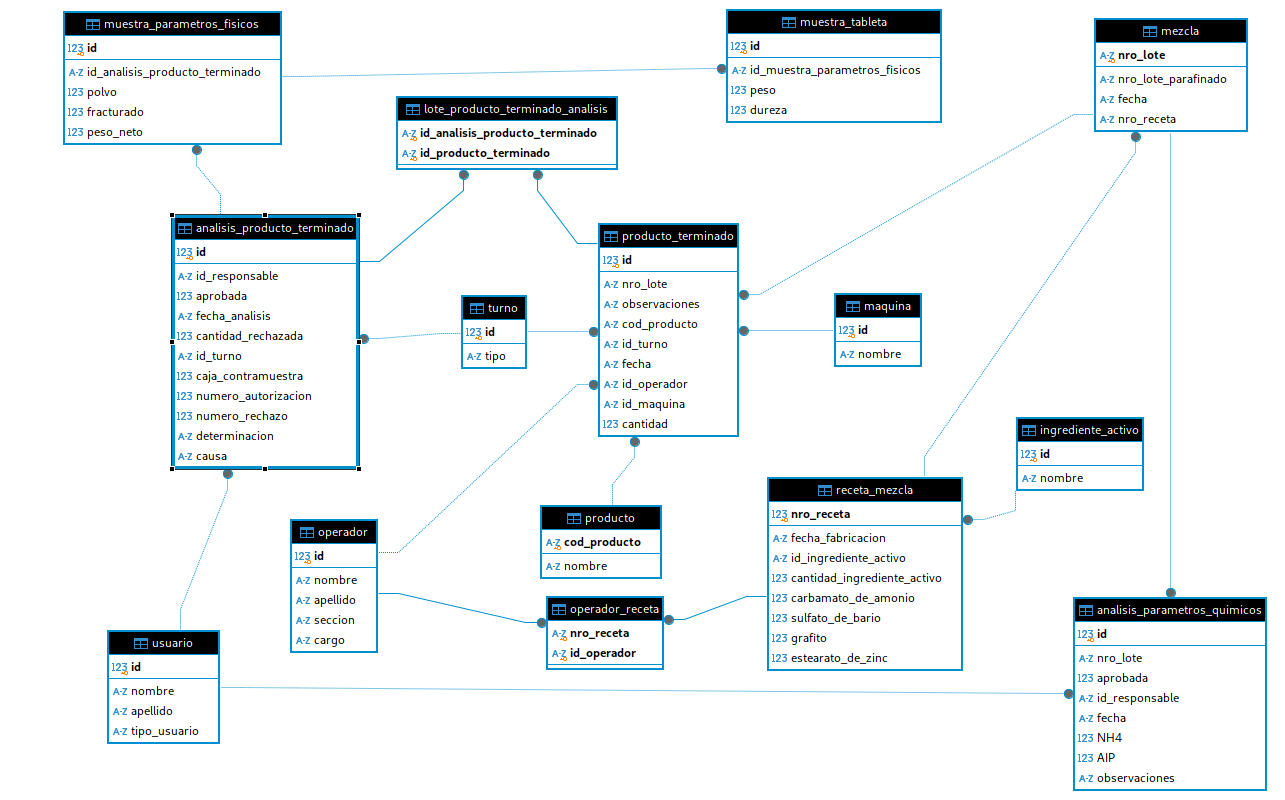 muestra_parametros_fisicos
123 id
A-Z id_analisis_producto_terminado
123 polvo
123 fracturado
123 peso_neto
muestra_tableta
123 id
A-Z id_muestra_parametros_fisicos
123 peso
123 dureza
mezcla
A-Z nro_lote
A-Z nro_lote_parafinado
A-Z fecha
A-Z nro_receta
lote_producto_terminado_analisis
A-Z id_analisis_producto_terminado
A-Z id_producto_terminado
analisis_producto_terminado
123 id
A-Z id_responsable
123 aprobada
A-Z fecha_analisis
123 cantidad_rechazada
A-Z id_turno
123 caja_contramuestra
123 numero_autorizacion
123 numero_rechazo
A-Z determinacion
A-Z causa
producto_terminado
123 id
A-Z nro_lote
A-Z observaciones
A-Z cod_producto
A-Z id_turno
A-Z fecha
A-Z id_operador
A-Z id_maquina
123 cantidad
turno
123 id
A-Z tipo
maquina
123 id
A-Z nombre
ingrediente_activo
123 id
A-Z nombre
receta_mezcla
123 nro_receta
A-Z fecha_fabricacion
A-Z id_ingrediente_activo
123 cantidad_ingrediente_activo
123 carbamato_de_amonio
123 sulfato_de_bario
123 grafito
123 estearato_de_zinc
producto
A-Z cod_producto
A-Z nombre
operador
123 id
A-Z nombre
A-Z apellido
A-Z seccion
A-Z cargo
operador_receta
A-Z nro_receta
A-Z id_operador
analisis_parametros_quimicos
123 id
A-Z nro_lote
123 aprobada
A-Z id_responsable
A-Z fecha
123 NH4
123 AIP
A-Z observaciones
usuario
123 id
A-Z nombre
A-Z apellido
A-Z tipo_usuario